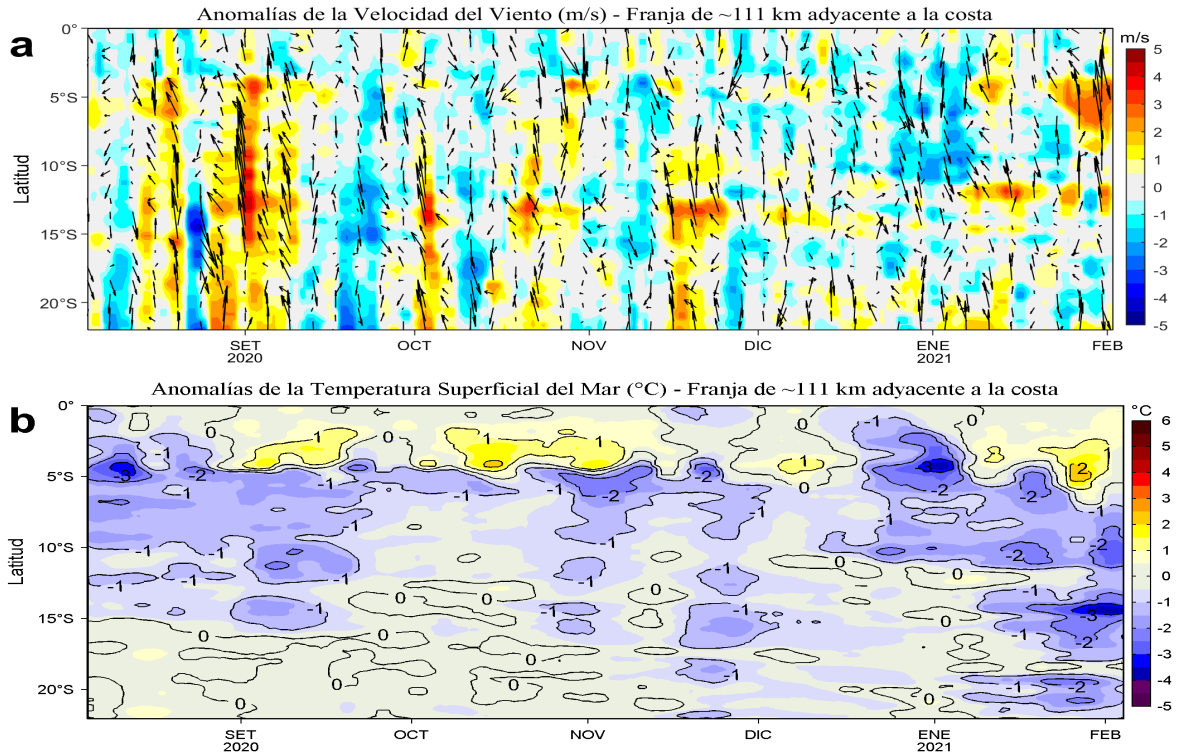 Anomalías de la Velocidad del Viento (m/s) - Franja de ~111 km adyacente a la costa
a
m/s
0°
5°S
10°S
15°S
20°S
Latitud
5
4
3
2
1
0
-1
-2
-3
-4
-5
SET
2020
OCT
NOV
DIC
ENE
2021
FEB
Anomalías de la Temperatura Superficial del Mar (°C) - Franja de ~111 km adyacente a la costa
b
°C
0°
5°S
10°S
15°S
20°S
Latitud
6
5
4
3
2
1
0
-1
-2
-3
-4
-5
SET
2020
OCT
NOV
DIC
ENE
2021
FEB